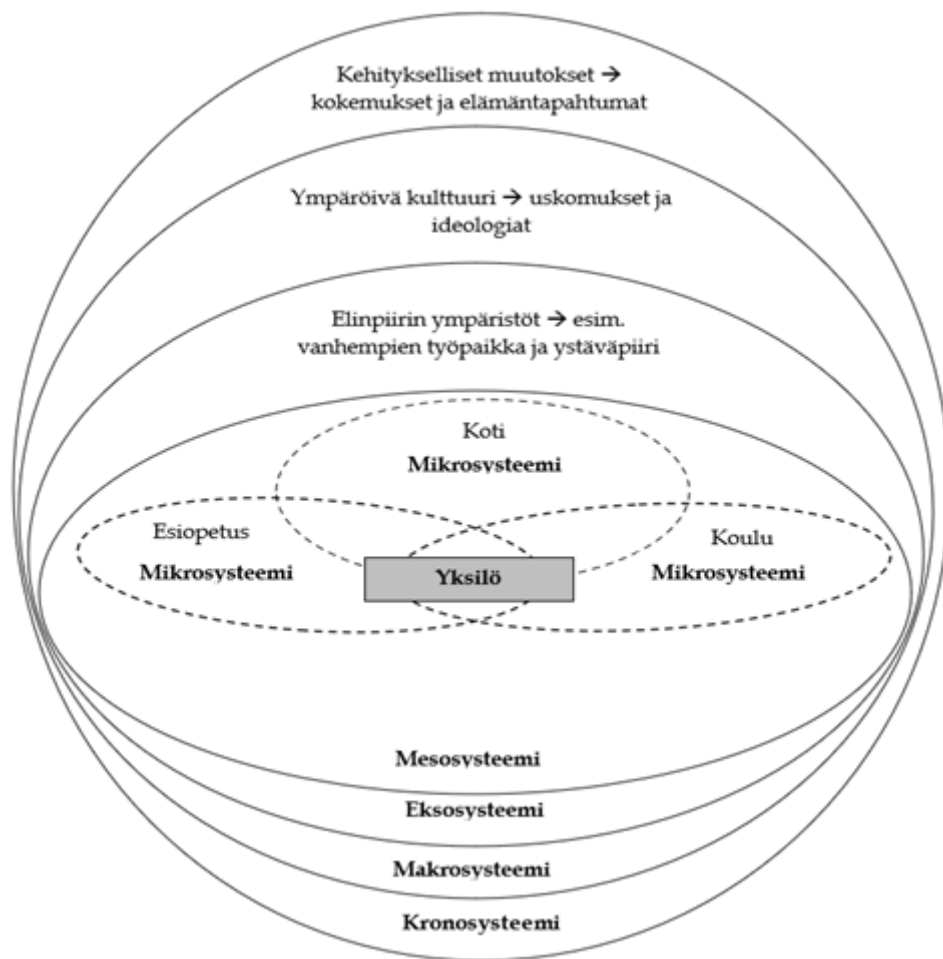 Kehitykselliset muutokset →
kokemukset ja elämäntapahtumat
Ympäröivä kulttuuri → uskomukset ja
ideologiat
Elinpiirin ympäristöt → esim.
vanhempien työpaikka ja ystäväpiiri
Koti
Mikrosysteemi
Esiopetus
Mikrosysteemi
Koulu
Mikrosysteemi
Yksilö
Mesosysteemi
Eksosysteemi
Makrosysteemi
Kronosysteemi